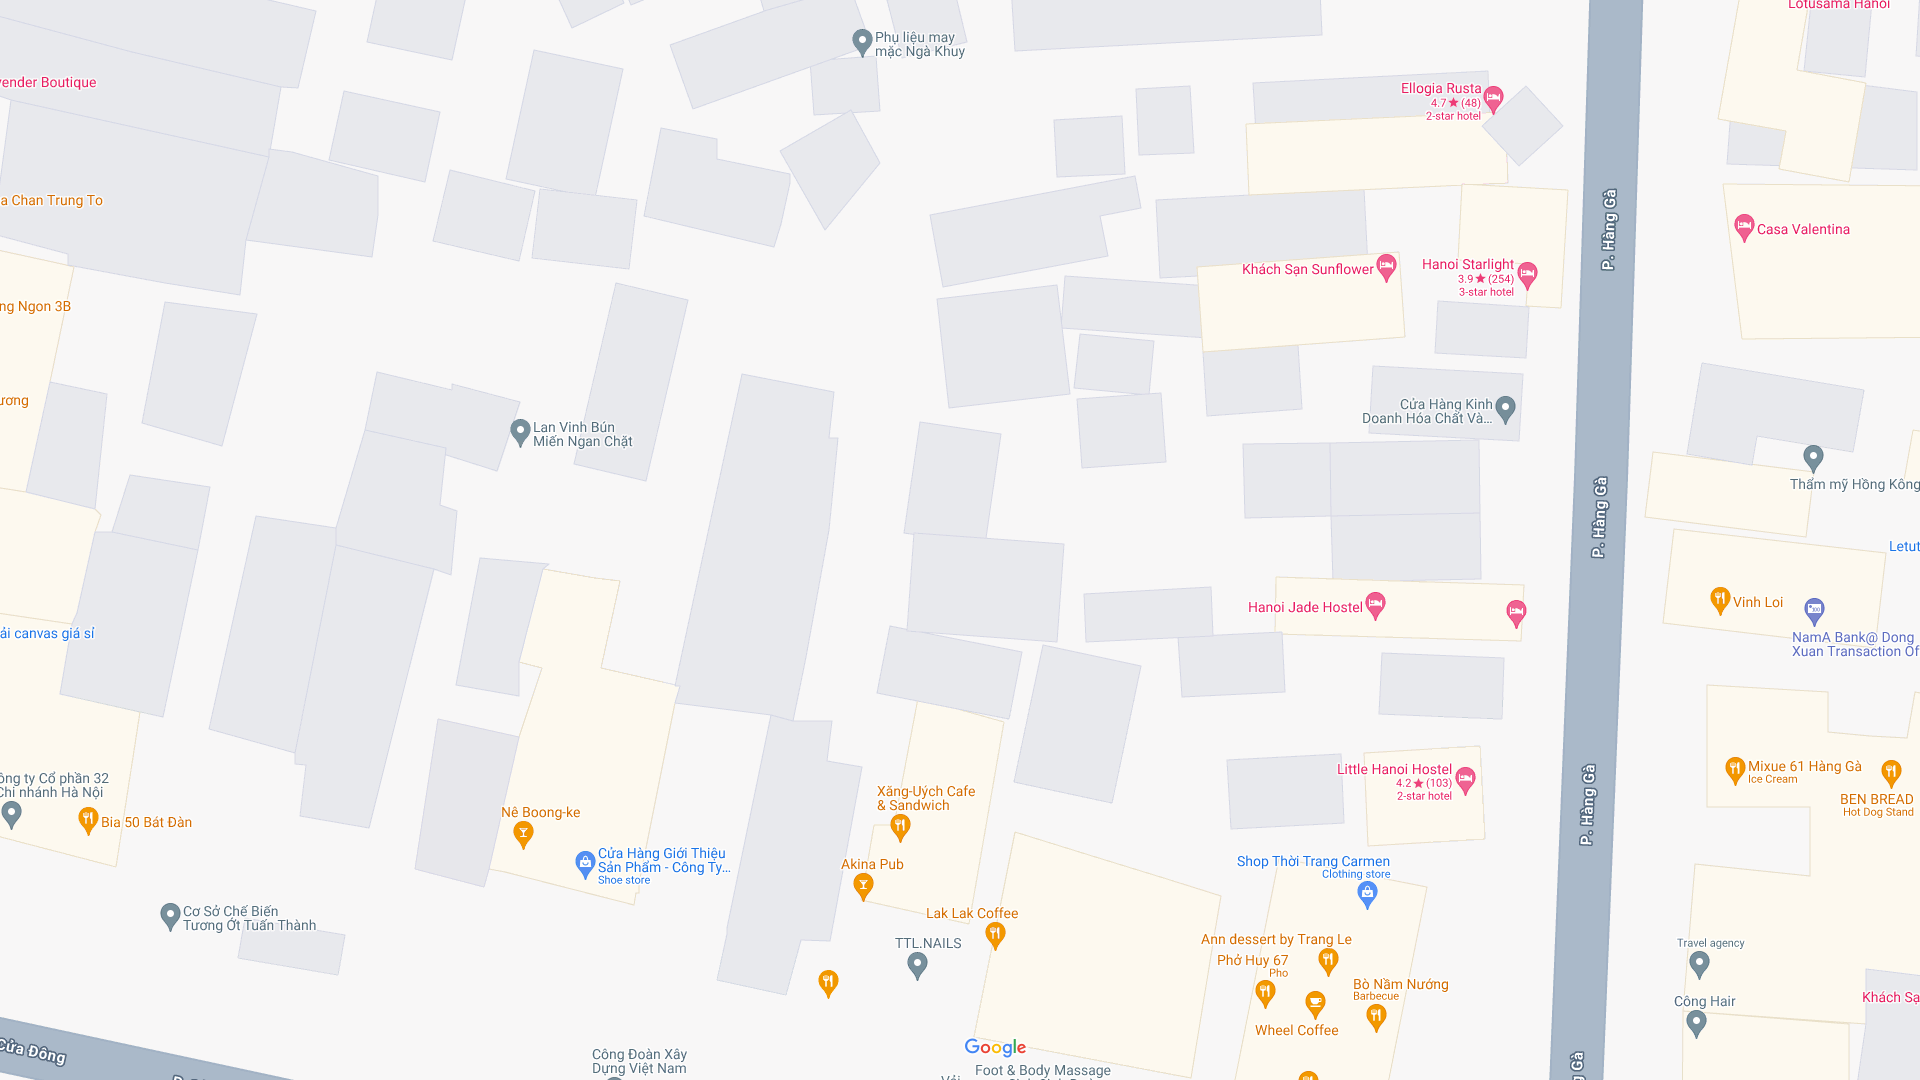 Lotusama Hanoi
Phụ liệu may
mặc Ngà Khuy
vender Boutique
Ellogia Rusta
4.7★(48)
2-star hotel
a Chan Trung To
P. Hàng Gà
Casa Valentina
Khách Sạn Sunflower
Hanoi Starlight
3.9★(254)
3-star hotel
ng Ngon 3B
ương
Cửa Hàng Kinh
Doanh Hóa Chất Và...
Lan Vinh Bún
Miến Ngan Chặt
Thẩm mỹ Hồng Kông
P. Hàng Gà
Letut
Hanoi Jade Hostel
Vinh Loi
ải canvas giá sỉ
NamA Bank@ Dong
Xuan Transaction Of
Little Hanoi Hostel
4.2★(103)
2-star hotel
Mixue 61 Hàng Gà
Ice Cream
BEN BREAD
Hot Dog Stand
P. Hàng Gà
ông ty Cổ phần 32
Chi nhánh Hà Nội
Bia 50 Bát Đàn
Xăng-Uých Cafe
& Sandwich
Nê Boong-ke
Cửa Hàng Giới Thiệu
Sản Phẩm - Công Ty...
Shoe store
Akina Pub
Shop Thời Trang Carmen
Clothing store
Cơ Sở Chế Biến
Tương Ớt Tuấn Thành
Lak Lak Coffee
TTL.NAILS
Ann dessert by Trang Le
Phở Huy 67
Pho
Travel agency
Bò Nầm Nướng
Barbecue
Khách Sạ
Công Hair
Wheel Coffee
Cửa Đông
Google
Công Đoàn Xây
Dựng Việt Nam
Foot & Body Massage
g Gà